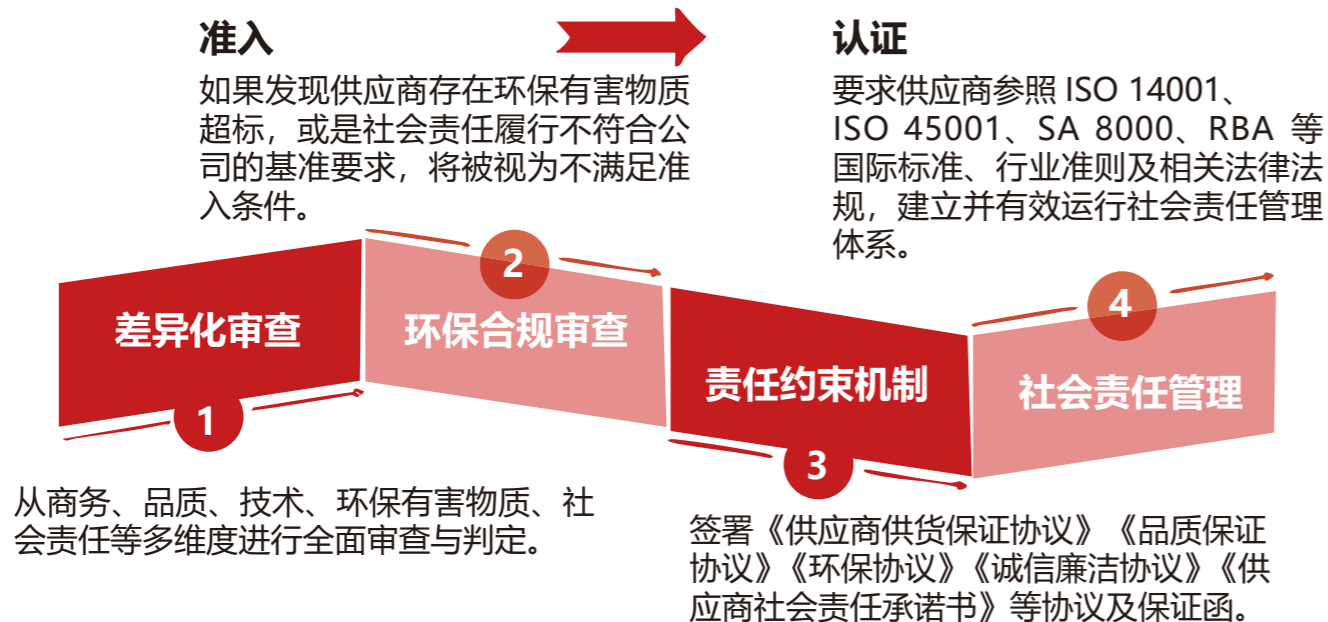 准入
如果发现供应商存在环保有害物质
超标，或是社会责任履行不符合公
司的基准要求，将被视为不满足准
入条件。
认证
要求供应商参照 ISO 14001、
ISO 45001、SA 8000、RBA 等
国际标准、行业准则及相关法律法
规，建立并有效运行社会责任管理
体系。
差异化审查
1
2
环保合规审查
责任约束机制
3
4
社会责任管理
从商务、品质、技术、环保有害物质、社
会责任等多维度进行全面审查与判定。
签署《供应商供货保证协议》《品质保证
协议》《环保协议》《诚信廉洁协议》《供
应商社会责任承诺书》等协议及保证函。